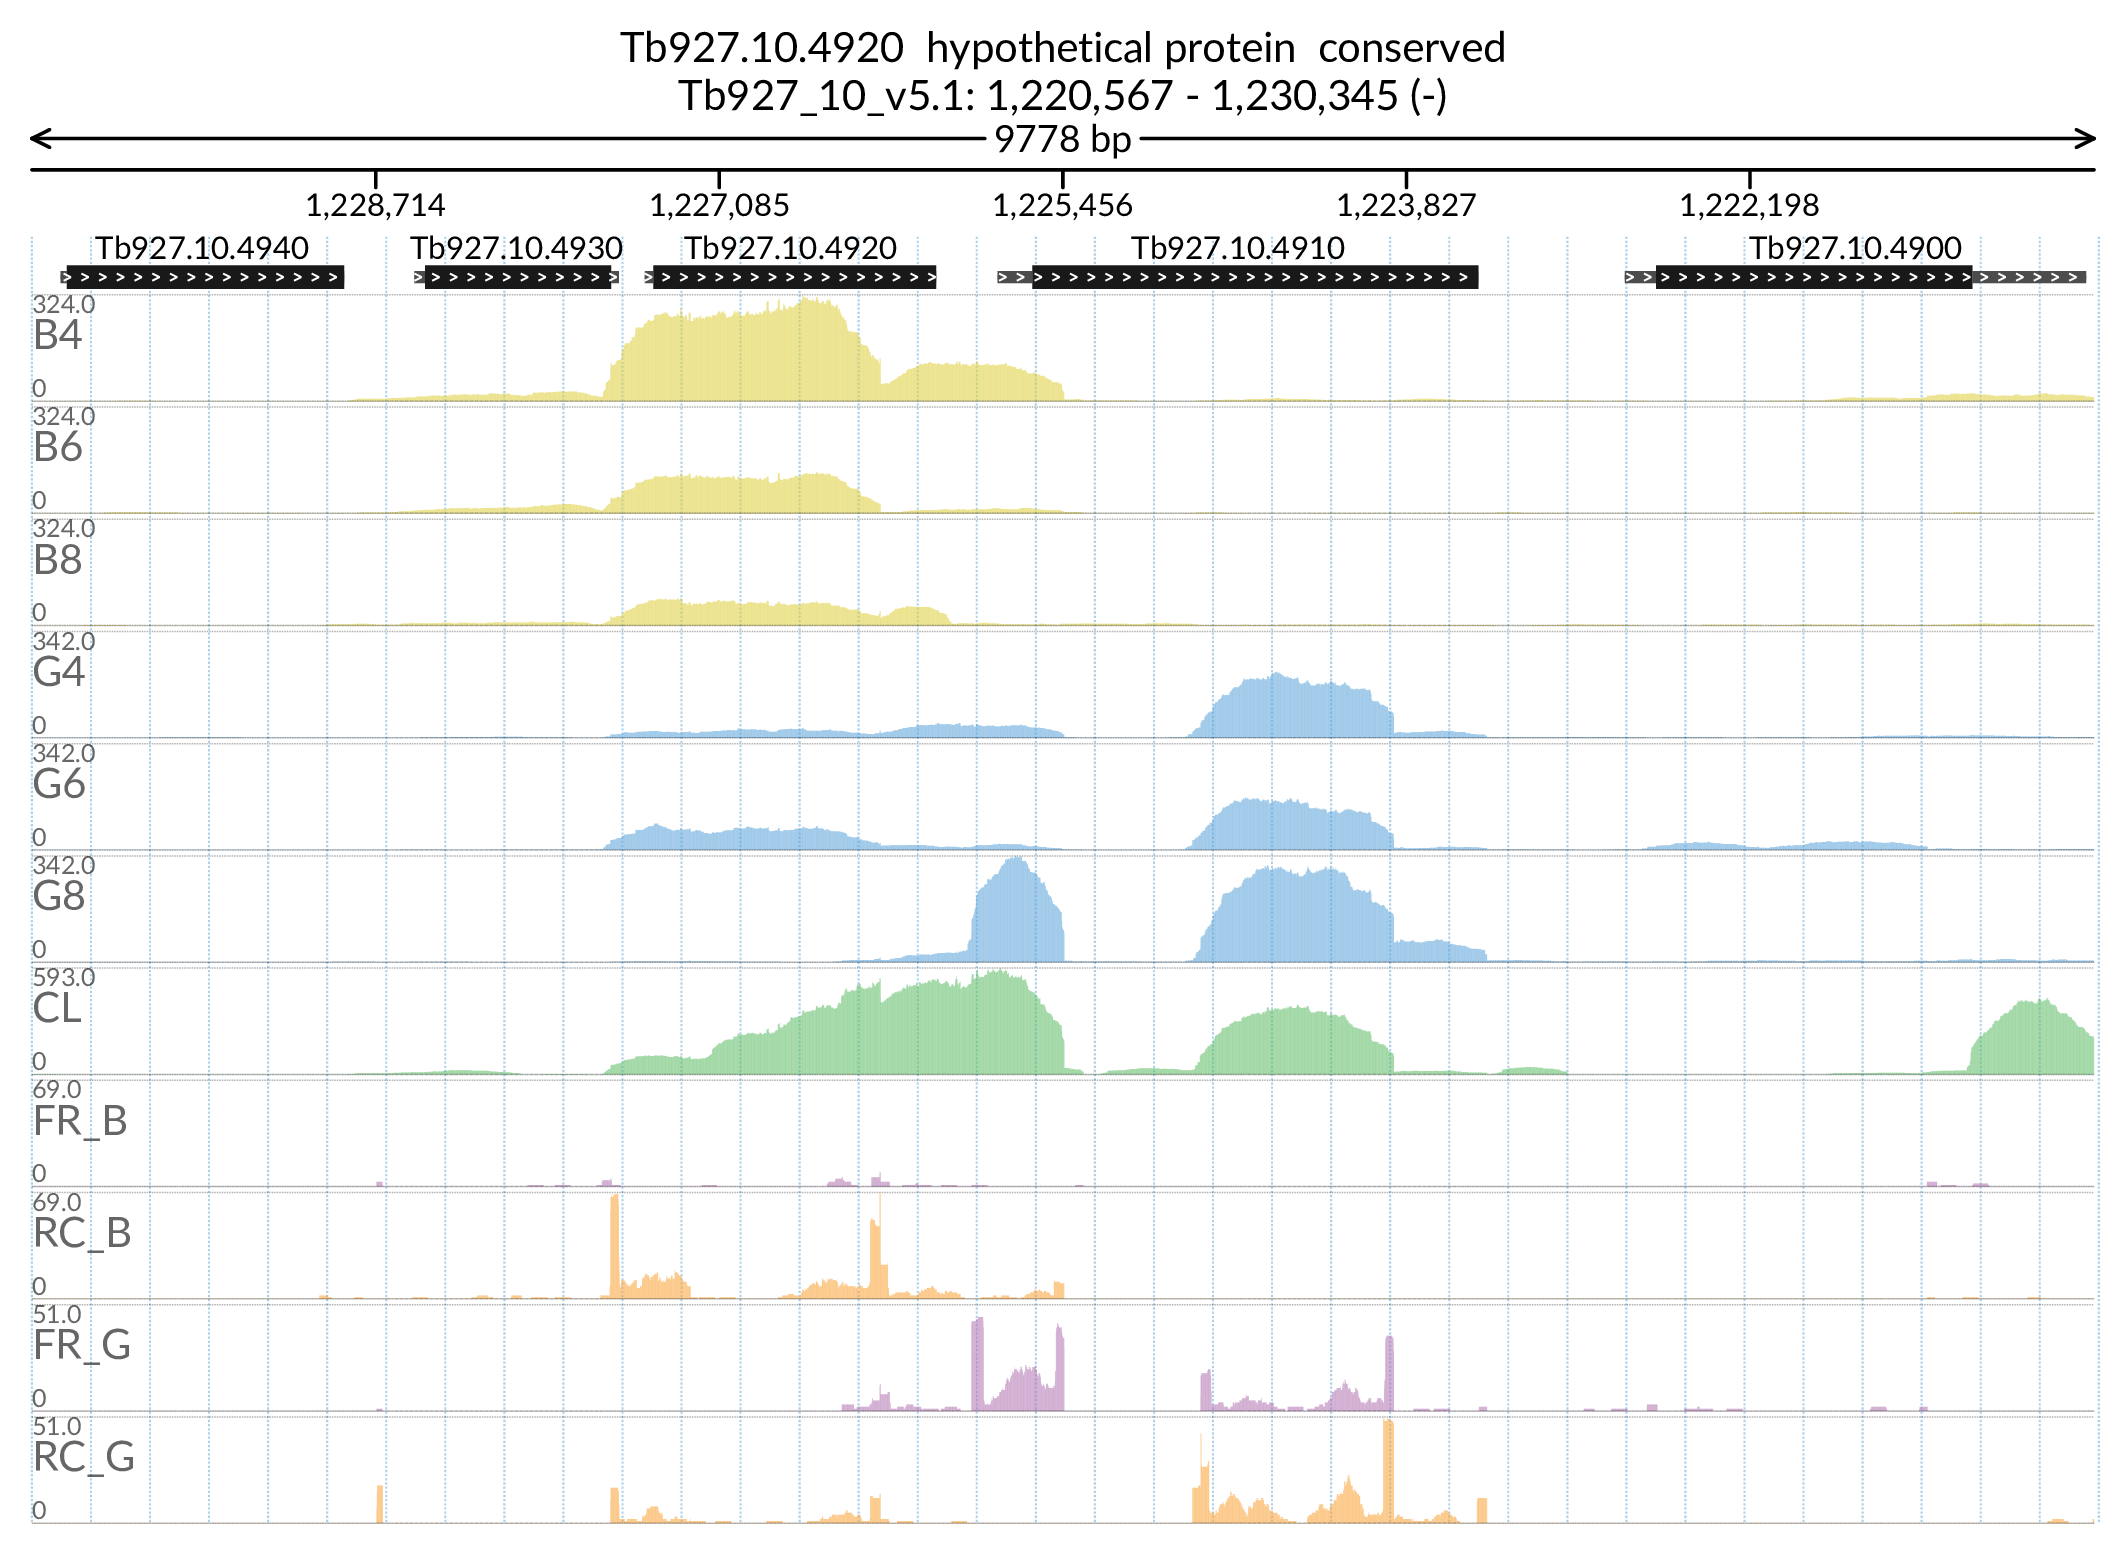 Tb927.10.4920  hypothetical protein  conserved
Tb927_10_v5.1: 1,220,567 - 1,230,345 (-)
9778 bp
1,228,714 1,227,085 1,225,456 1,223,827 1,222,198
Tb927.10.4940 Tb927.10.4930 Tb927.10.4920 Tb927.10.4910 Tb927.10.4900
324.0
B4
0
324.0
B6
0
324.0
B8
0
342.0
G4
0
342.0
G6
0
342.0
G8
0
593.0
CL
0
69.0
FR_B
0
69.0
RC_B
0
51.0
FR_G
0
51.0
RC_G
0